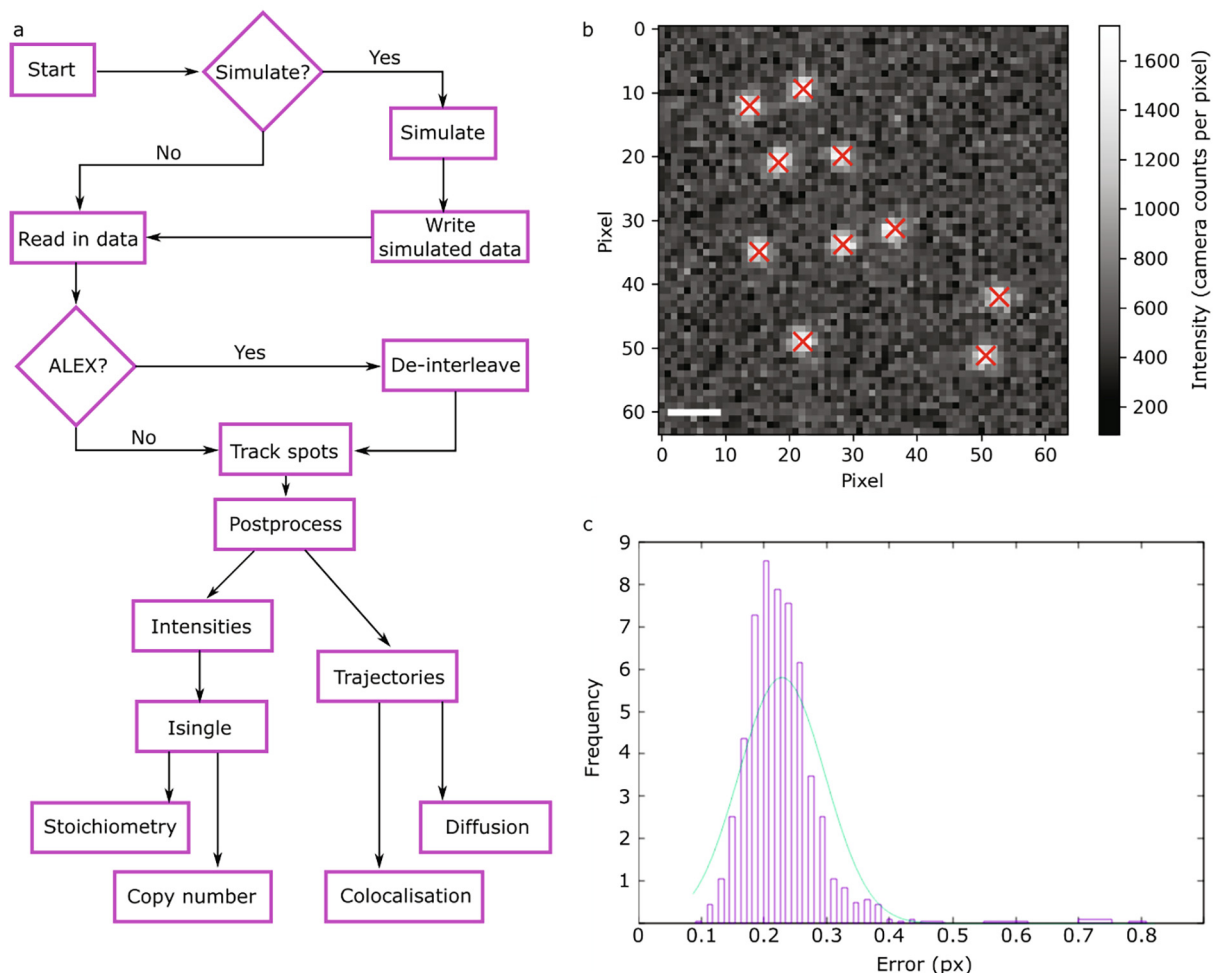 a
Start
Simulate?
Yes
Simulate
No
Read in data
Write
simulated data
ALEX?
Yes
De-interleave
No
Track spots
Postprocess
Intensities
Trajectories
Isingle
Stoichiometry
Diffusion
Copy number
Colocalisation
b
0
10
20
30
40
50
60
Pixel
0
10
20
30
40
50
60
Pixel
1600
1400
1200
1000
800
600
400
200
Intensity (camera counts per pixel)
c
9
8
7
6
5
4
3
2
1
Frequency
0
0.1
0.2
0.3
0.4
0.5
0.6
0.7
0.8
Error (px)